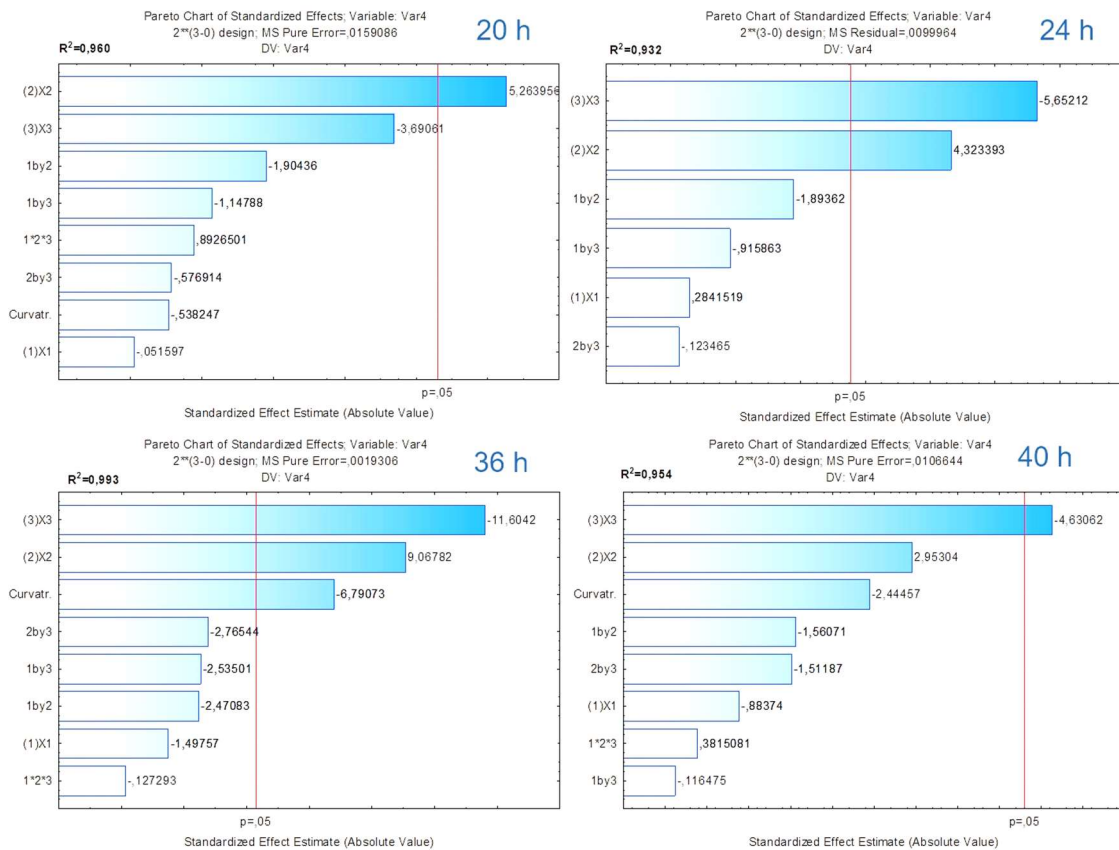 Pareto Chart of Standardized Effects; Variable: Var4
2**(3-0) design; MS Pure Error=,0159086
DV: Var4
R²=0,960
20 h
(2)X2
5,263956
(3)X3
-3,69061
1by2
-1,90436
1by3
-1,14788
1*2*3
,8926501
2by3
-,576914
Curvatr.
-,538247
(1)X1
-,051597
p=,05
Standardized Effect Estimate (Absolute Value)
Pareto Chart of Standardized Effects; Variable: Var4
2**(3-0) design; MS Residual=,0099964
DV: Var4
R²=0,932
24 h
(3)X3
-5,65212
(2)X2
4,323393
1by2
-1,89362
1by3
-,915863
(1)X1
,2841519
2by3
-,123465
p=,05
Standardized Effect Estimate (Absolute Value)
Pareto Chart of Standardized Effects; Variable: Var4
2**(3-0) design; MS Pure Error=,0019306
DV: Var4
R²=0,993
36 h
(3)X3
-11,6042
(2)X2
9,06782
Curvatr.
-6,79073
2by3
-2,76544
1by3
-2,53501
1by2
-2,47083
(1)X1
-1,49757
1*2*3
-,127293
p=,05
Standardized Effect Estimate (Absolute Value)
Pareto Chart of Standardized Effects; Variable: Var4
2**(3-0) design; MS Pure Error=,0106644
DV: Var4
R²=0,954
40 h
(3)X3
-4,63062
(2)X2
2,95304
Curvatr.
-2,44457
1by2
-1,56071
2by3
-1,51187
(1)X1
-,88374
1*2*3
,3815081
1by3
-,116475
p=,05
Standardized Effect Estimate (Absolute Value)